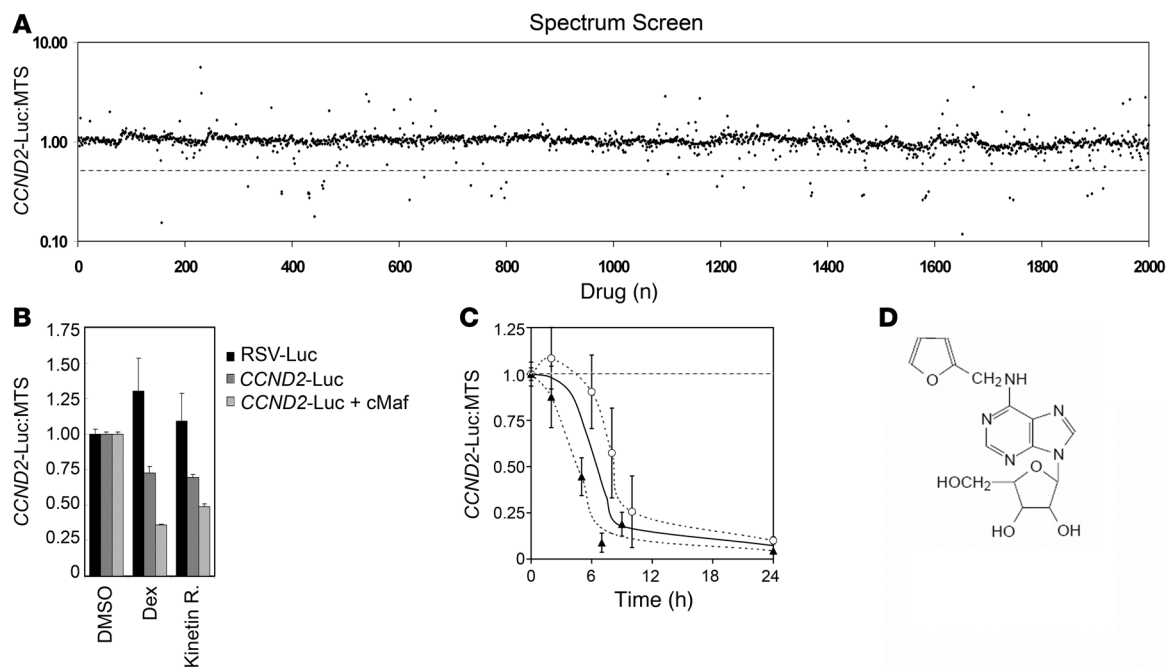 A
Spectrum Screen
CCND2-Luc:MTS
10.00
1.00
0.10
0 200 400 600 800 1000 1200 1400 1600 1800 2000
Drug (n)
B
CCND2-Luc:MTS
1.75
1.50
1.25
1.00
0.75
0.50
0.25
0
DMSO
Dex
Kinetin R.
RSV-Luc
CCND2-Luc
CCND2-Luc + cMaf
C
CCND2-Luc:MTS
1.25
1.0
0.75
0.50
0.25
0
0 6 12 18 24
Time (h)
D
O
CH2NH
N N
N N
HOCH2 O
HO OH